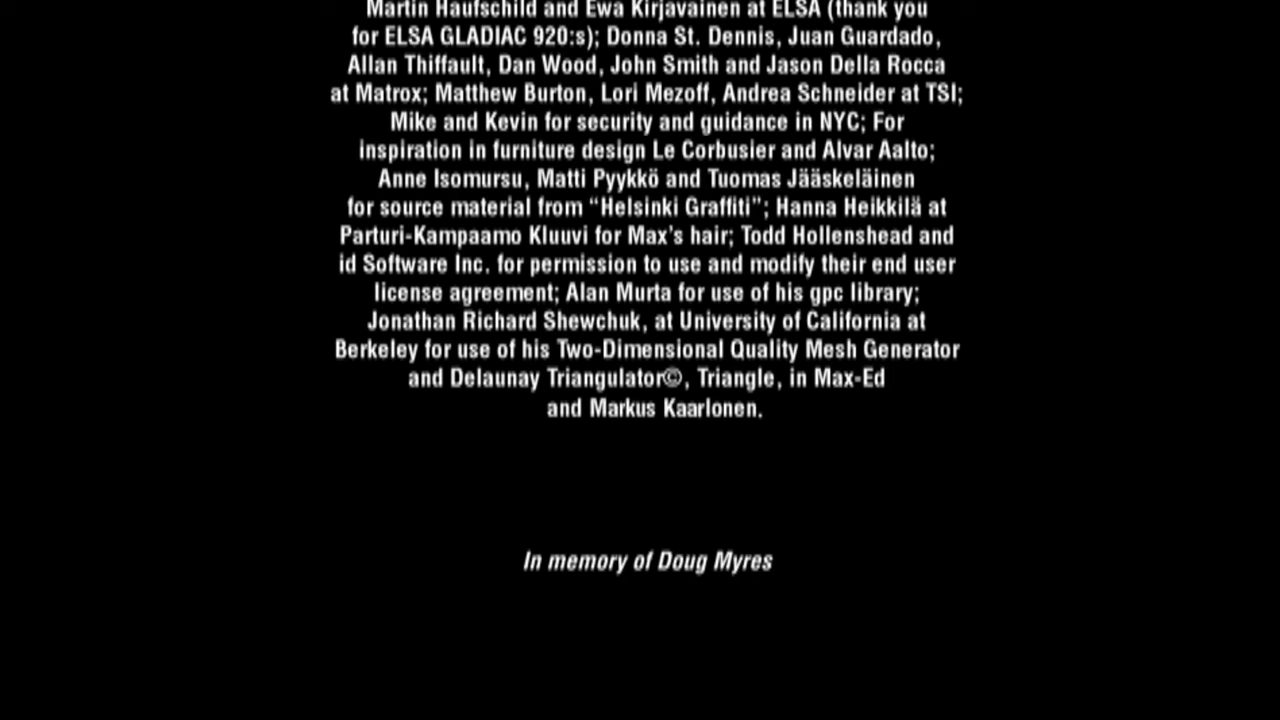 Martin Haufschild and Ewa Kirjavainen at ELSA (thank you
for ELSA GLADIAC 920:s); Donna St. Dennis, Juan Guardado,
Allan Thiffault, Dan Wood, John Smith and Jason Della Rocca
at Matrox; Matthew Burton, Lori Mezoff, Andrea Schneider at TSI;
Mike and Kevin for security and guidance in NYC; For
inspiration in furniture design Le Corbusier and Alvar Aalto;
Anne Isomursu, Matti Pyykkö and Tuomas Jääskeläinen
for source material from “Helsinki Graffiti”; Hanna Heikkilä at
Parturi-Kampaamo Kluuvi for Max’s hair; Todd Hollenshead and
id Software Inc. for permission to use and modify their end user
license agreement; Alan Murta for use of his gpc library;
Jonathan Richard Shewchuk, at University of California at
Berkeley for use of his Two-Dimensional Quality Mesh Generator
and Delaunay Triangulator©, Triangle, in Max-Ed
and Markus Kaarlonen.
In memory of Doug Myres